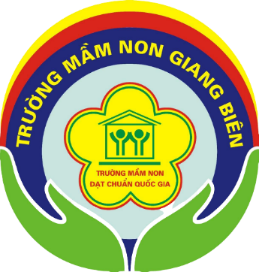 TRƯỜNG MẦM NON GIANG BIÊN
TRƯỜNG MẦM NON
ĐẠT CHUẨN QUỐC GIA